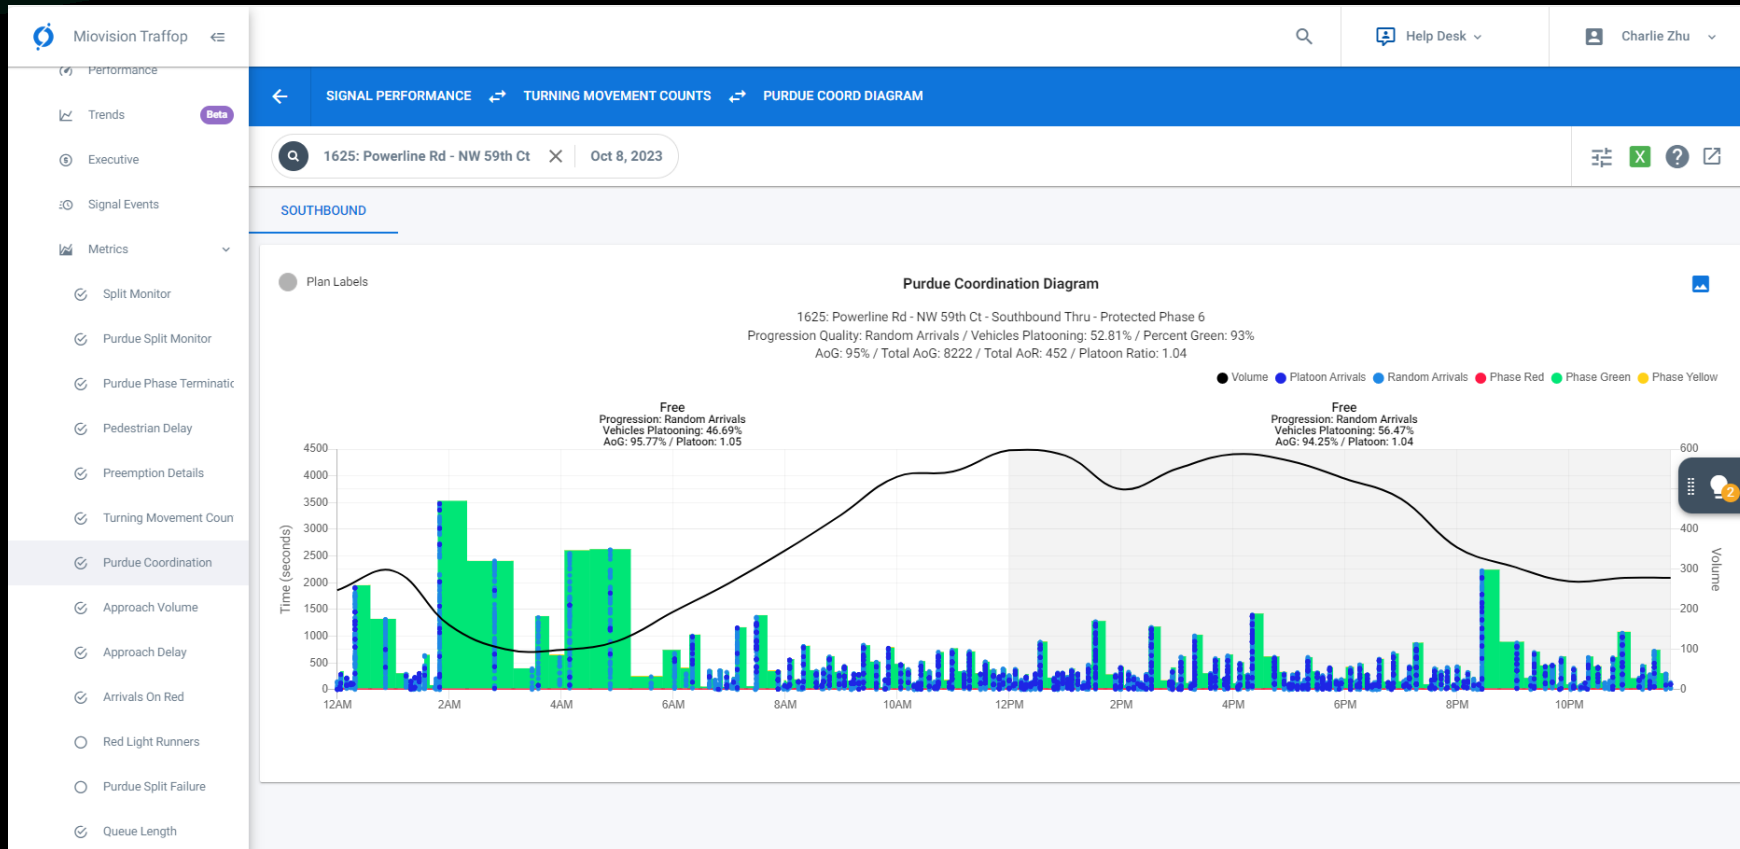 Miovision Traffop
Help Desk
Charlie Zhu
Performance
Trends
Beta
Executive
Signal Events
Metrics
Split Monitor
Purdue Split Monitor
Purdue Phase Terminatic
Pedestrian Delay
Preemption Details
Turning Movement Coun
Purdue Coordination
Approach Volume
Approach Delay
Arrivals On Red
Red Light Runners
Purdue Split Failure
Queue Length
SIGNAL PERFORMANCE
TURNING MOVEMENT COUNTS
PURDUE COORD DIAGRAM
1625: Powerline Rd - NW 59th Ct
Oct 8, 2023
X
?
SOUTHBOUND
Plan Labels
Purdue Coordination Diagram
1625: Powerline Rd - NW 59th Ct - Southbound Thru - Protected Phase 6
Progression Quality: Random Arrivals / Vehicles Platooning: 52.81% / Percent Green: 93%
AoG: 95% / Total AoG: 8222 / Total AoR: 452 / Platoon Ratio: 1.04
Volume Platoon Arrivals Random Arrivals Phase Red Phase Green Phase Yellow
Free
Progression: Random Arrivals
Vehicles Platooning: 46.69%
AoG: 95.77% / Platoon: 1.05
Free
Progression: Random Arrivals
Vehicles Platooning: 56.47%
AoG: 94.25% / Platoon: 1.04
Time (seconds)
4500
4000
3500
3000
2500
2000
1500
1000
500
0
600
400
300
200
100
0
Volume
2
12AM 2AM 4AM 6AM 8AM 10AM 12PM 2PM 4PM 6PM 8PM 10PM